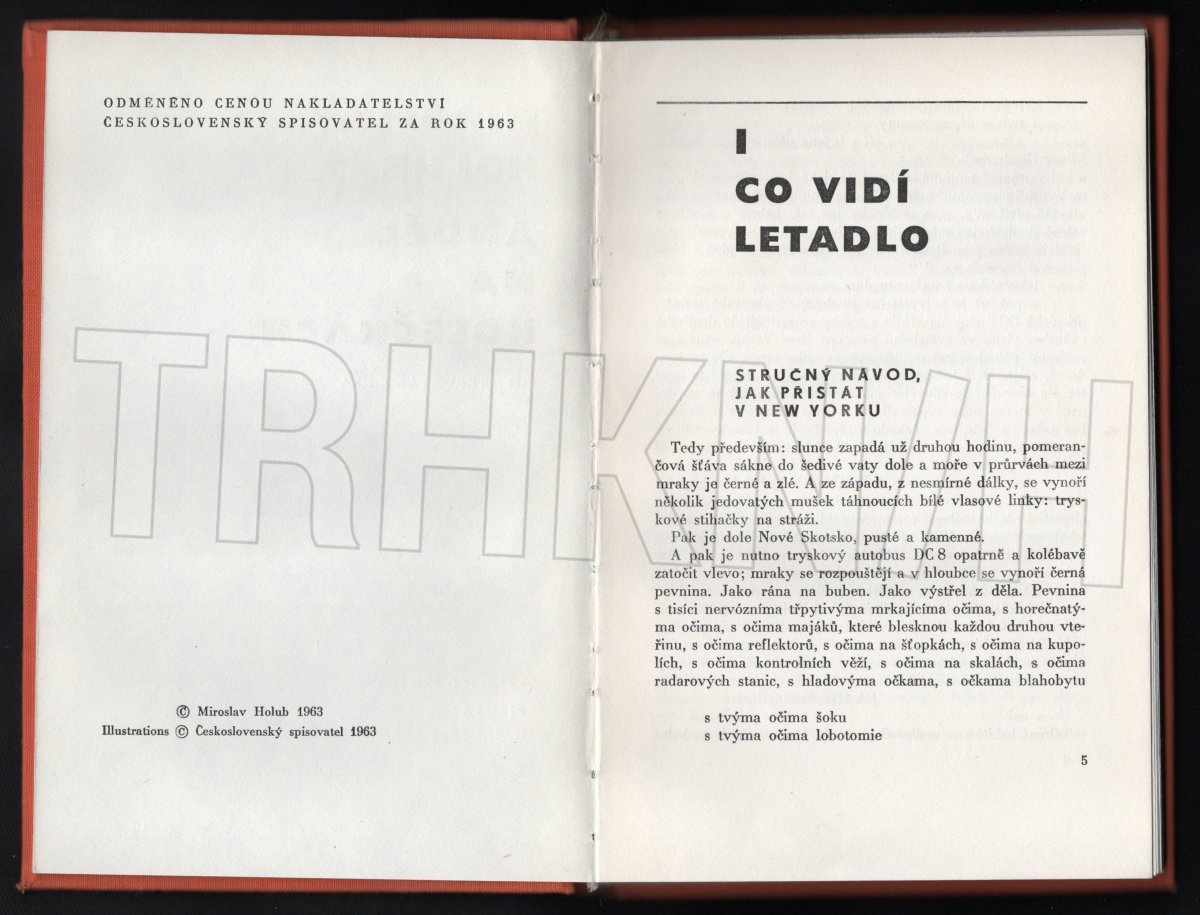 ODMĚNĚNO CENOU NAKLADATELSTVÍ
ČESKOSLOVENSKÝ SPISOVATEL ZA ROK 1963
© Miroslav Holub 1963
Illustrations © Československý spisovatel 1963
I
CO VIDÍ
LETADLO
STRUČNÝ NÁVOD,
JAK PŘISTÁT
V NEW YORKU
Tedy především: slunce zapadá už druhou hodinu, pomeran-
čová šťáva sákne do šedivé vaty dole a moře v průrvách mezi
mraky je černé a zlé. A ze západu, z nesmírné dálky, se vynoří
několik jedovatých mušek táhnoucích bílé vlasové linky: trys-
kové stihačky na stráži.
Pak je dole Nové Skotsko, pusté a kamenné.
A pak je nutno tryskový autobus DC 8 opatrně a kolébavě
zatočit vlevo; mraky se rozpouštějí a v hloubce se vynoří černá
pevnina. Jako rána na buben. Jako výstřel z děla. Pevnina
s tisíci nervózníma třpytivýma mrkajícíma očima, s horečnatý-
ma očima, s očima majáků, které blesknou každou druhou vte-
řinu, s očima reflektorů, s očima na šťopkách, s očima na kupo-
lích, s očima kontrolních věží, s očima na skalách, s očima
radarových stanic, s hladovýma očkama, s očkama blahobytu
s tvýma očima šoku
s tvýma očima lobotomie
5
TRHKNIH